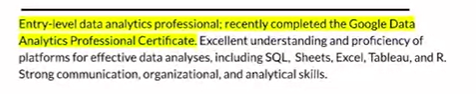 Entry-level data analytics professional; recently completed the Google Data
Analytics Professional Certificate. Excellent understanding and proficiency of
platforms for effective data analyses, including SQL, Sheets, Excel, Tableau, and R.
Strong communication, organizational, and analytical skills.